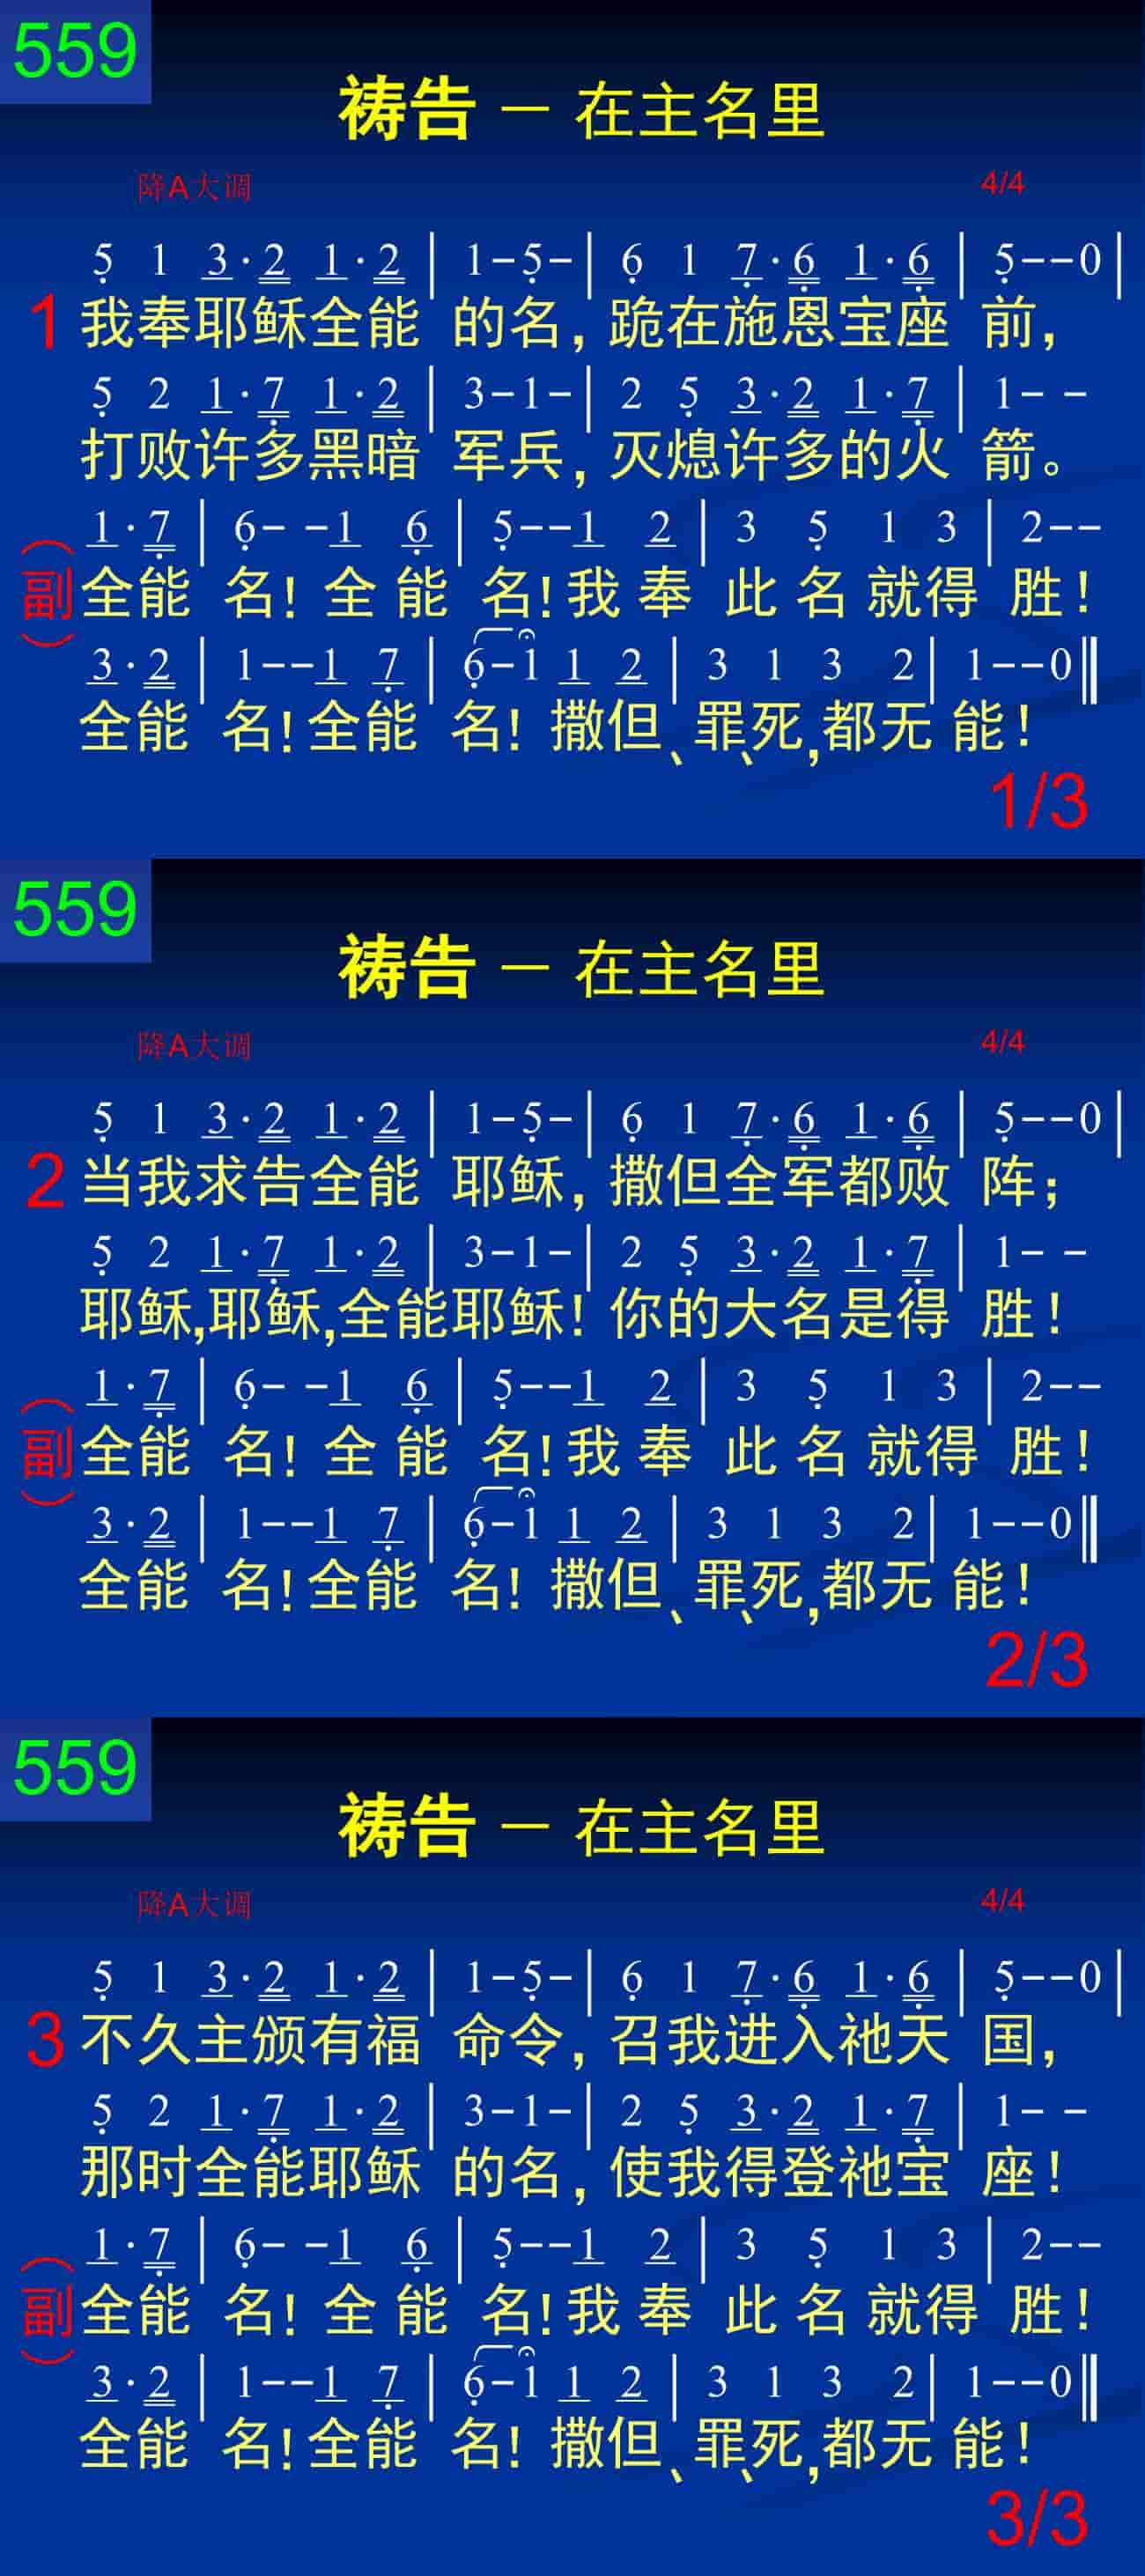 559
祷告 － 在主名里
降A大调 4/4
5 1 3·2 1·2 | 1-5- | 6 1 7·6 1·6 | 5--0 |
1 我奉耶稣全能 的名, 跪在施恩宝座 前,
5 2 1·7 1·2 | 3-1- | 2 5 3·2 1·7 | 1- -
打败许多黑暗 军兵, 灭熄许多的火 箭。
1·7 | 6- -1 6 | 5--1 2 | 3 5 1 3 | 2--
(副) 全能 名! 全 能 名!我 奉 此 名 就得 胜!
3·2 | 1--1 7 | 6-1 1 2 | 3 1 3 2 | 1--0 ‖
全能 名!全能 名! 撒但、罪、死,都无 能!
1/3
559
祷告 － 在主名里
降A大调 4/4
5 1 3·2 1·2 | 1-5- | 6 1 7·6 1·6 | 5--0 |
2 当我求告全能 耶稣, 撒但全军都败 阵;
5 2 1·7 1·2 | 3-1- | 2 5 3·2 1·7 | 1- -
耶稣,耶稣,全能耶稣! 你的大名是得 胜!
1·7 | 6- -1 6 | 5--1 2 | 3 5 1 3 | 2--
(副) 全能 名! 全 能 名!我 奉 此 名 就得 胜!
3·2 | 1--1 7 | 6-1 1 2 | 3 1 3 2 | 1--0 ‖
全能 名!全能 名! 撒但、罪、死,都无 能!
2/3
559
祷告 － 在主名里
降A大调 4/4
5 1 3·2 1·2 | 1-5- | 6 1 7·6 1·6 | 5--0 |
3 不久主颁有福 命令, 召我进入祂天 国,
5 2 1·7 1·2 | 3-1- | 2 5 3·2 1·7 | 1- -
那时全能耶稣 的名, 使我得登祂宝 座!
1·7 | 6- -1 6 | 5--1 2 | 3 5 1 3 | 2--
(副) 全能 名! 全 能 名!我 奉 此 名 就得 胜!
3·2 | 1--1 7 | 6-1 1 2 | 3 1 3 2 | 1--0 ‖
全能 名!全能 名! 撒但、罪、死,都无 能!
3/3